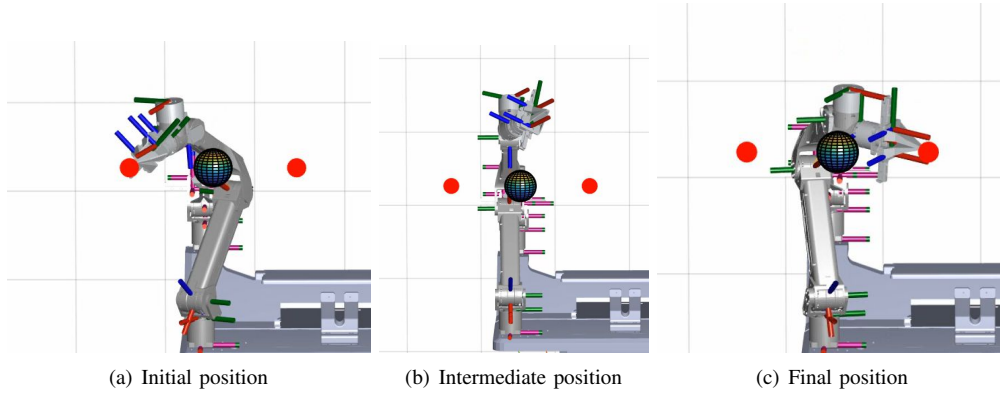 (a) Initial position
(b) Intermediate position
(c) Final position